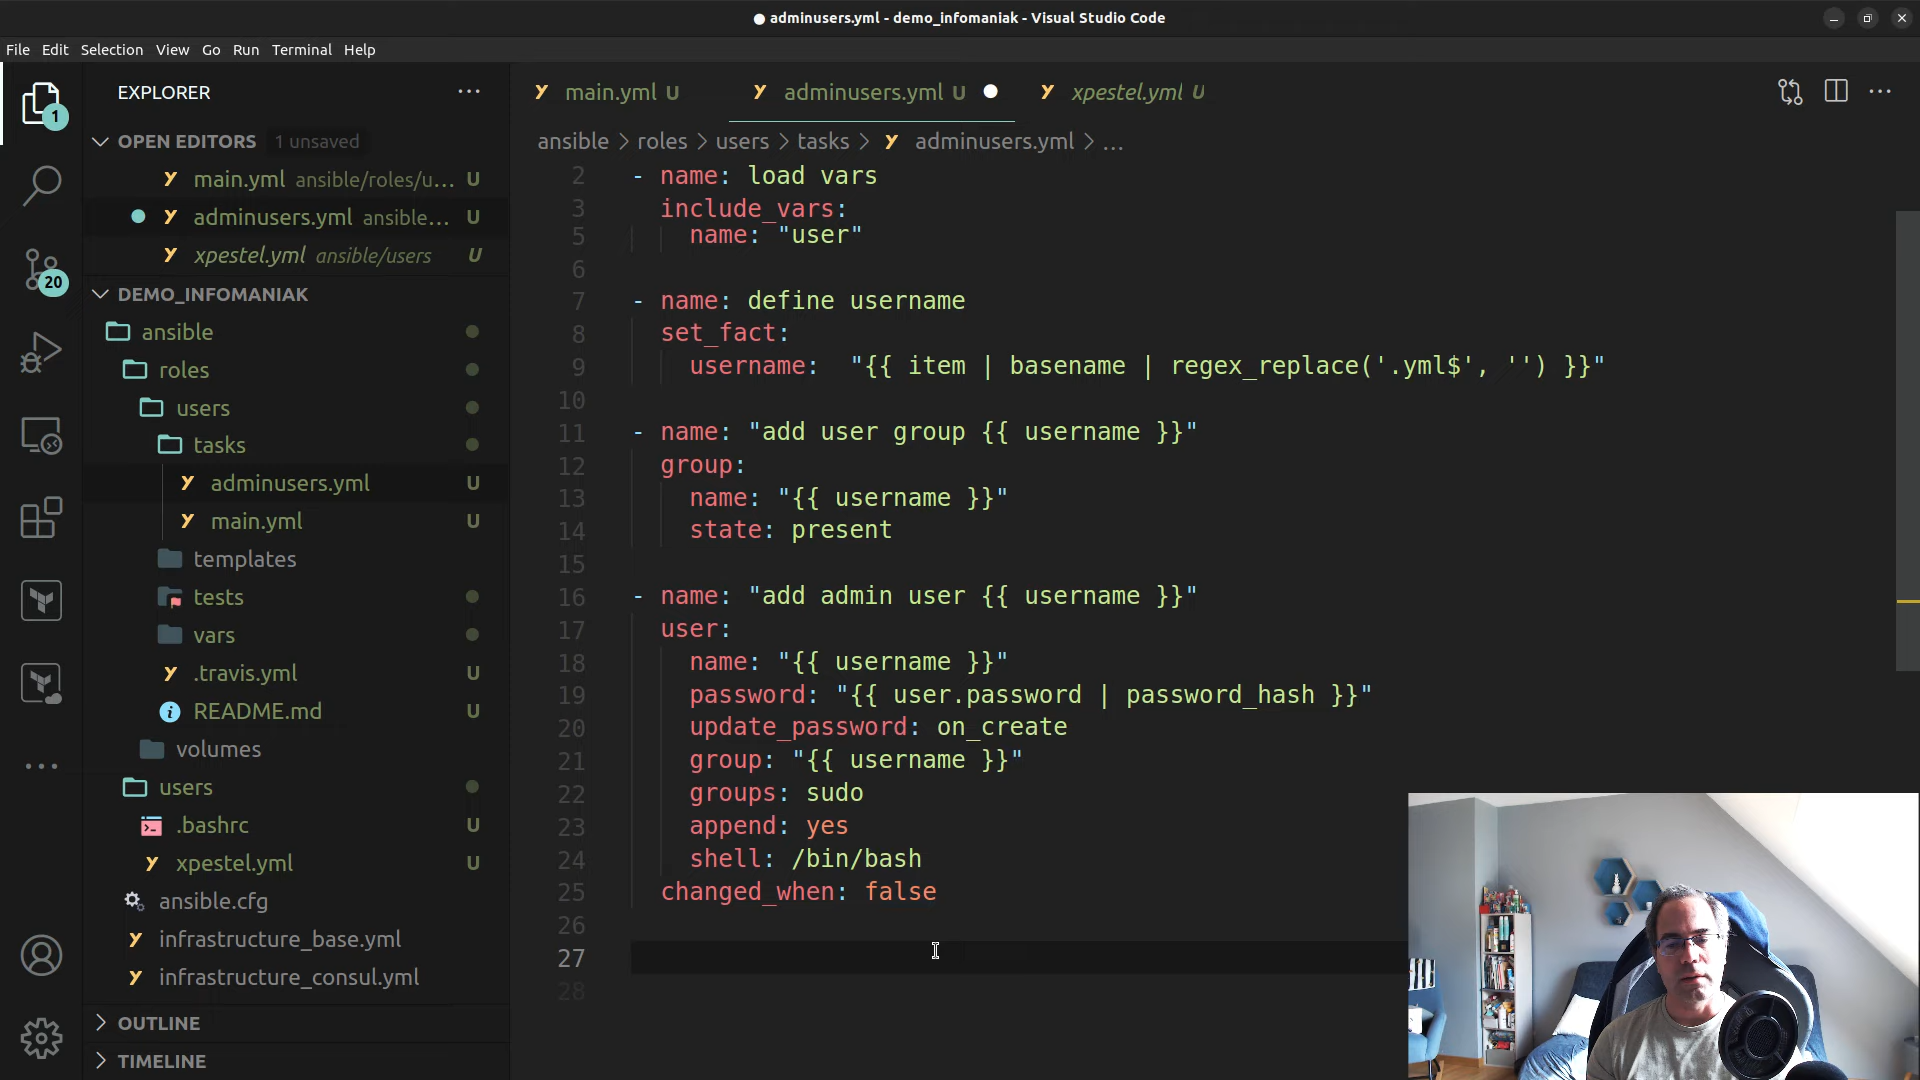 adminusers.yml - demo_infomaniak - Visual Studio Code
File Edit Selection View Go Run Terminal Help
EXPLORER
OPEN EDITORS 1 unsaved
main.yml ansible/roles/u... U
adminusers.yml ansible... U
xpestel.yml ansible/users U
DEMO_INFOMANIAK
ansible
roles
users
tasks
adminusers.yml U
main.yml U
templates
tests
vars
.travis.yml U
README.md U
volumes
users
.bashrc U
xpestel.yml U
ansible.cfg
infrastructure_base.yml
infrastructure_consul.yml
OUTLINE
TIMELINE
1
20
main.yml U adminusers.yml U xpestel.yml U
ansible > roles > users > tasks > adminusers.yml > ...
2 - name: load vars
3 include_vars:
5 name: "user"
6
7 - name: define username
8 set_fact:
9 username: "{{ item | basename | regex_replace('.yml$', '') }}"
10
11 - name: "add user group {{ username }}"
12 group:
13 name: "{{ username }}"
14 state: present
15
16 - name: "add admin user {{ username }}"
17 user:
18 name: "{{ username }}"
19 password: "{{ user.password | password_hash }}"
20 update_password: on_create
21 group: "{{ username }}"
22 groups: sudo
23 append: yes
24 shell: /bin/bash
25 changed_when: false
26
27
28